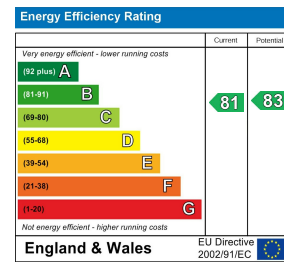 Energy Efficiency Rating
Current Potential
Very energy efficient - lower running costs
(92 plus) A
(81-91) B
81 83
(69-80) C
(55-68) D
(39-54) E
(21-38) F
(1-20) G
Not energy efficient - higher running costs
England & Wales
EU Directive
2002/91/EC